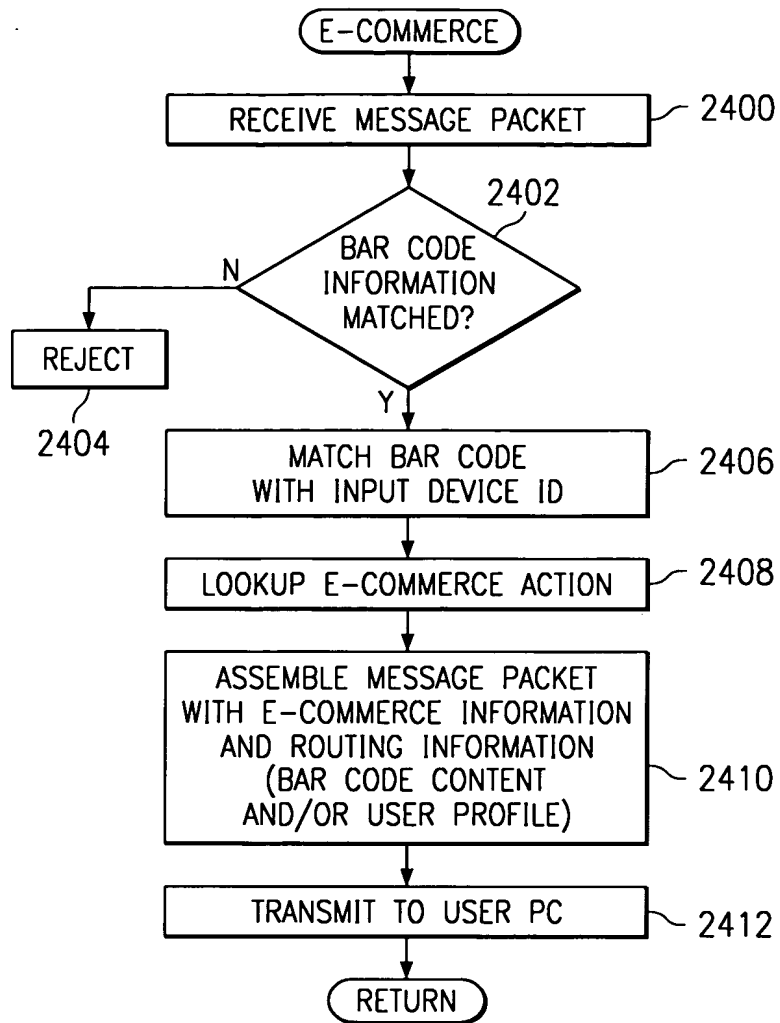 E-COMMERCE
RECEIVE MESSAGE PACKET
2400
2402
BAR CODE
INFORMATION
MATCHED?
N
REJECT
2404
Y
MATCH BAR CODE
WITH INPUT DEVICE ID
2406
LOOKUP E-COMMERCE ACTION
2408
ASSEMBLE MESSAGE PACKET
WITH E-COMMERCE INFORMATION
AND ROUTING INFORMATION
(BAR CODE CONTENT
AND/OR USER PROFILE)
2410
TRANSMIT TO USER PC
2412
RETURN